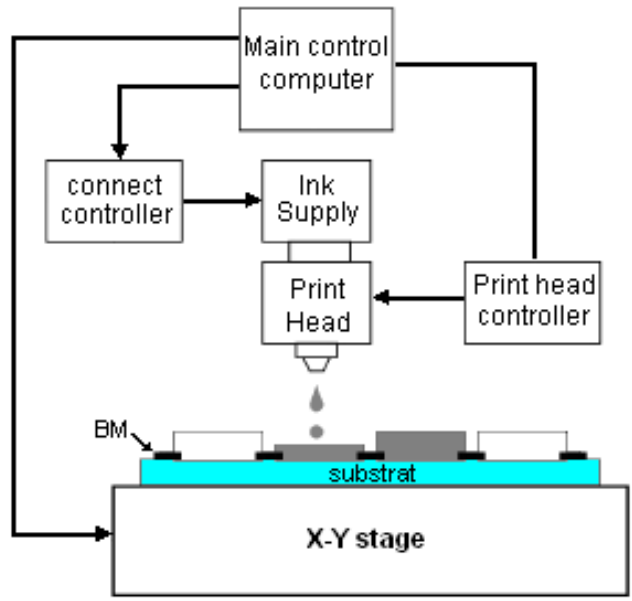 Main control
computer
connect
controller
Ink
Supply
Print
Head
Print head
controller
BM
substrat
X-Y stage